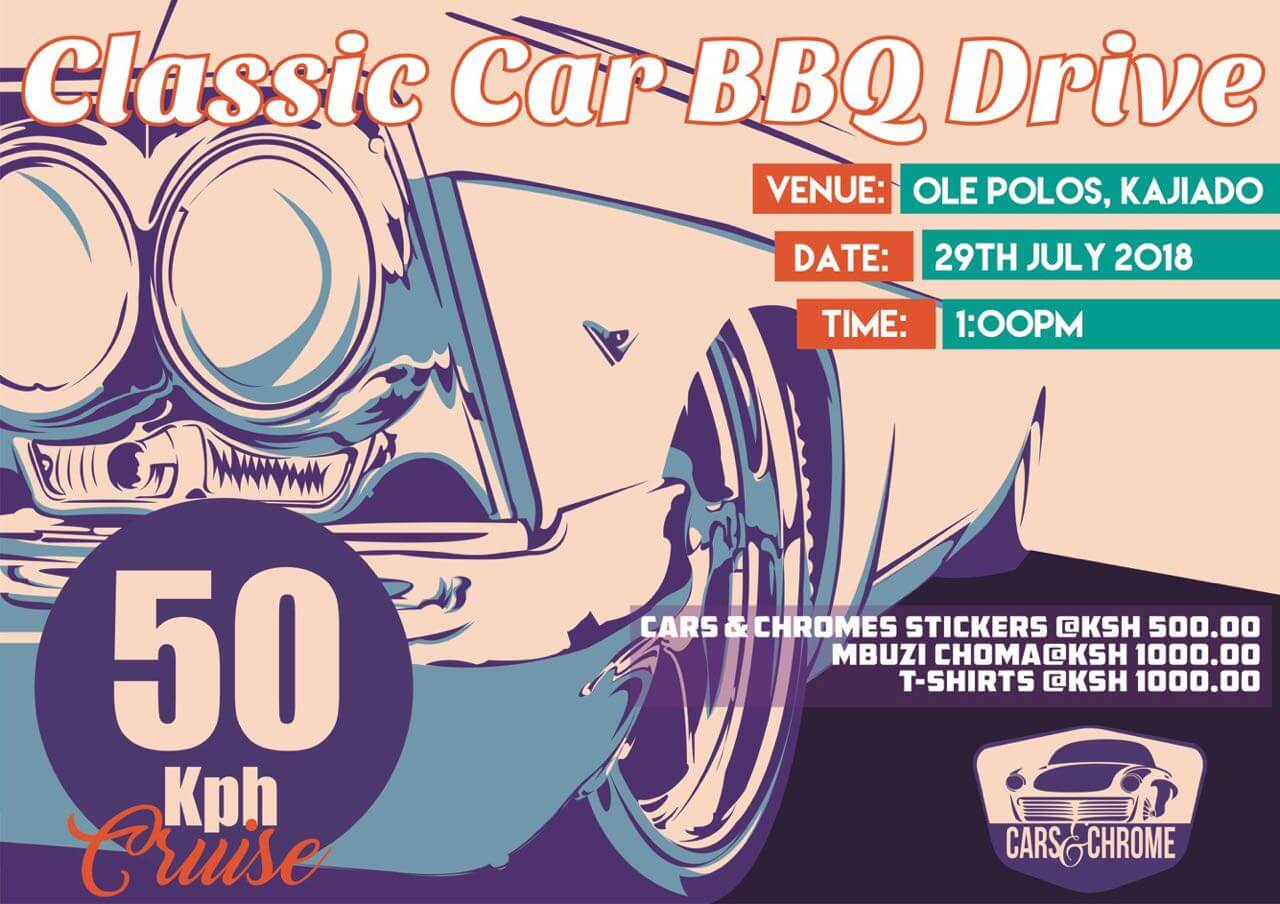 Classic Car BBQ Drive
VENUE: OLE POLOS, KAJIADO
DATE: 29TH JULY 2018
TIME: 1:00PM
50
Kph
Cruise
CARS & CHROMES STICKERS @KSH 500.00
MBUZI CHOMA@KSH 1000.00
T-SHIRTS @KSH 1000.00
CARS & CHROME